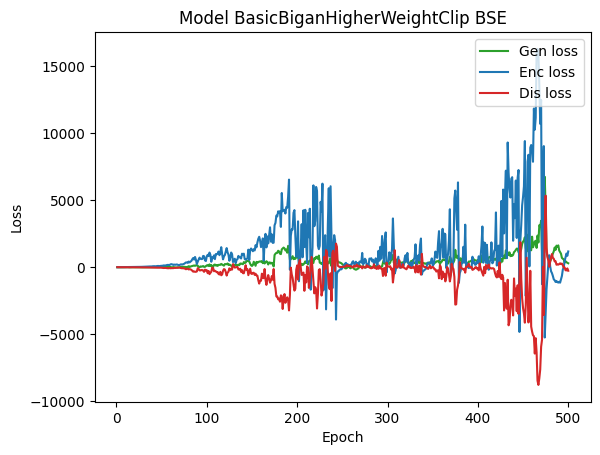 Model BasicBiganHigherWeightClip BSE
Gen loss
Enc loss
Dis loss
15000
10000
5000
0
−5000
−10000
Loss
0
100
200
300
400
500
Epoch